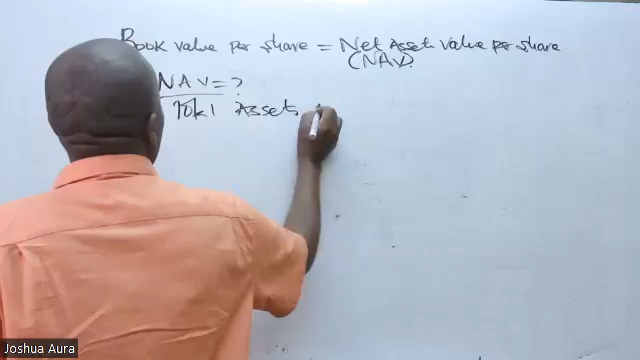 Book value per share = Net Asset value per share
(NAV).
NAV = ?
Total Assets
Joshua Aura